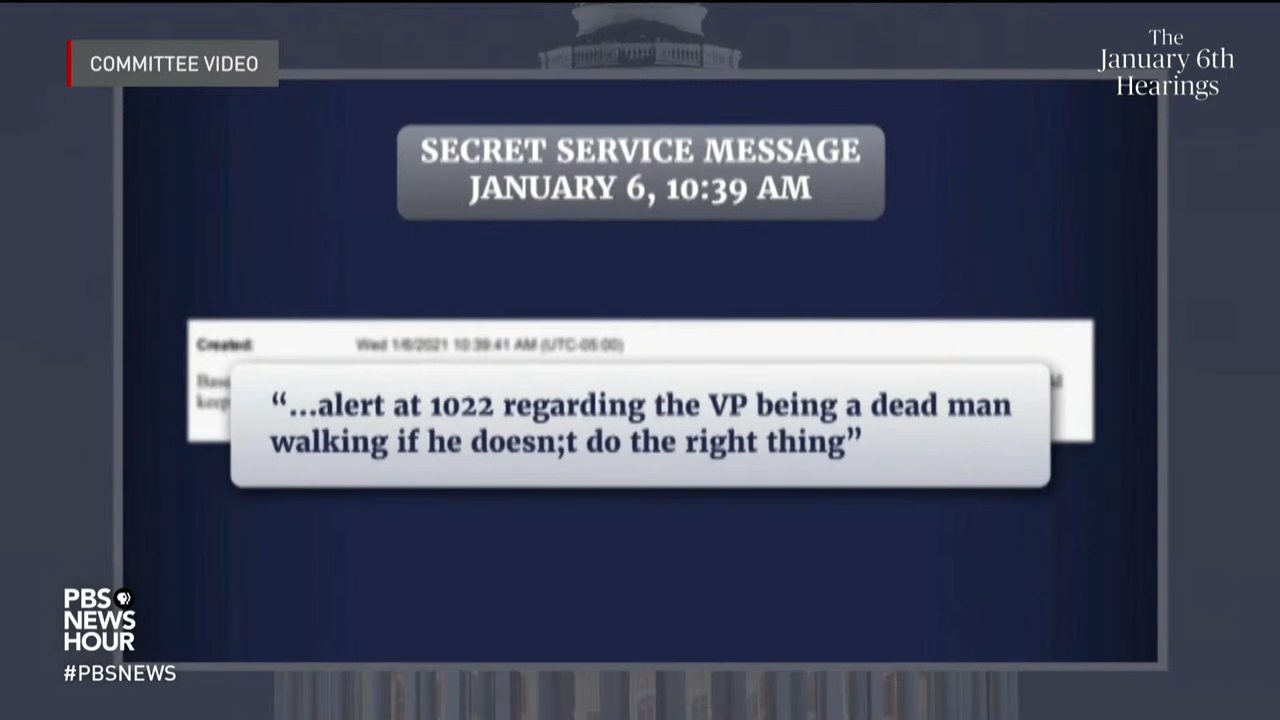 COMMITTEE VIDEO
The
January 6th
Hearings
SECRET SERVICE MESSAGE
JANUARY 6, 10:39 AM
Created:
Wed 1/6/2021 10:39:41 AM (UTC-05:00)
“...alert at 1022 regarding the VP being a dead man
walking if he doesn;t do the right thing”
PBS
NEWS
HOUR
#PBSNEWS